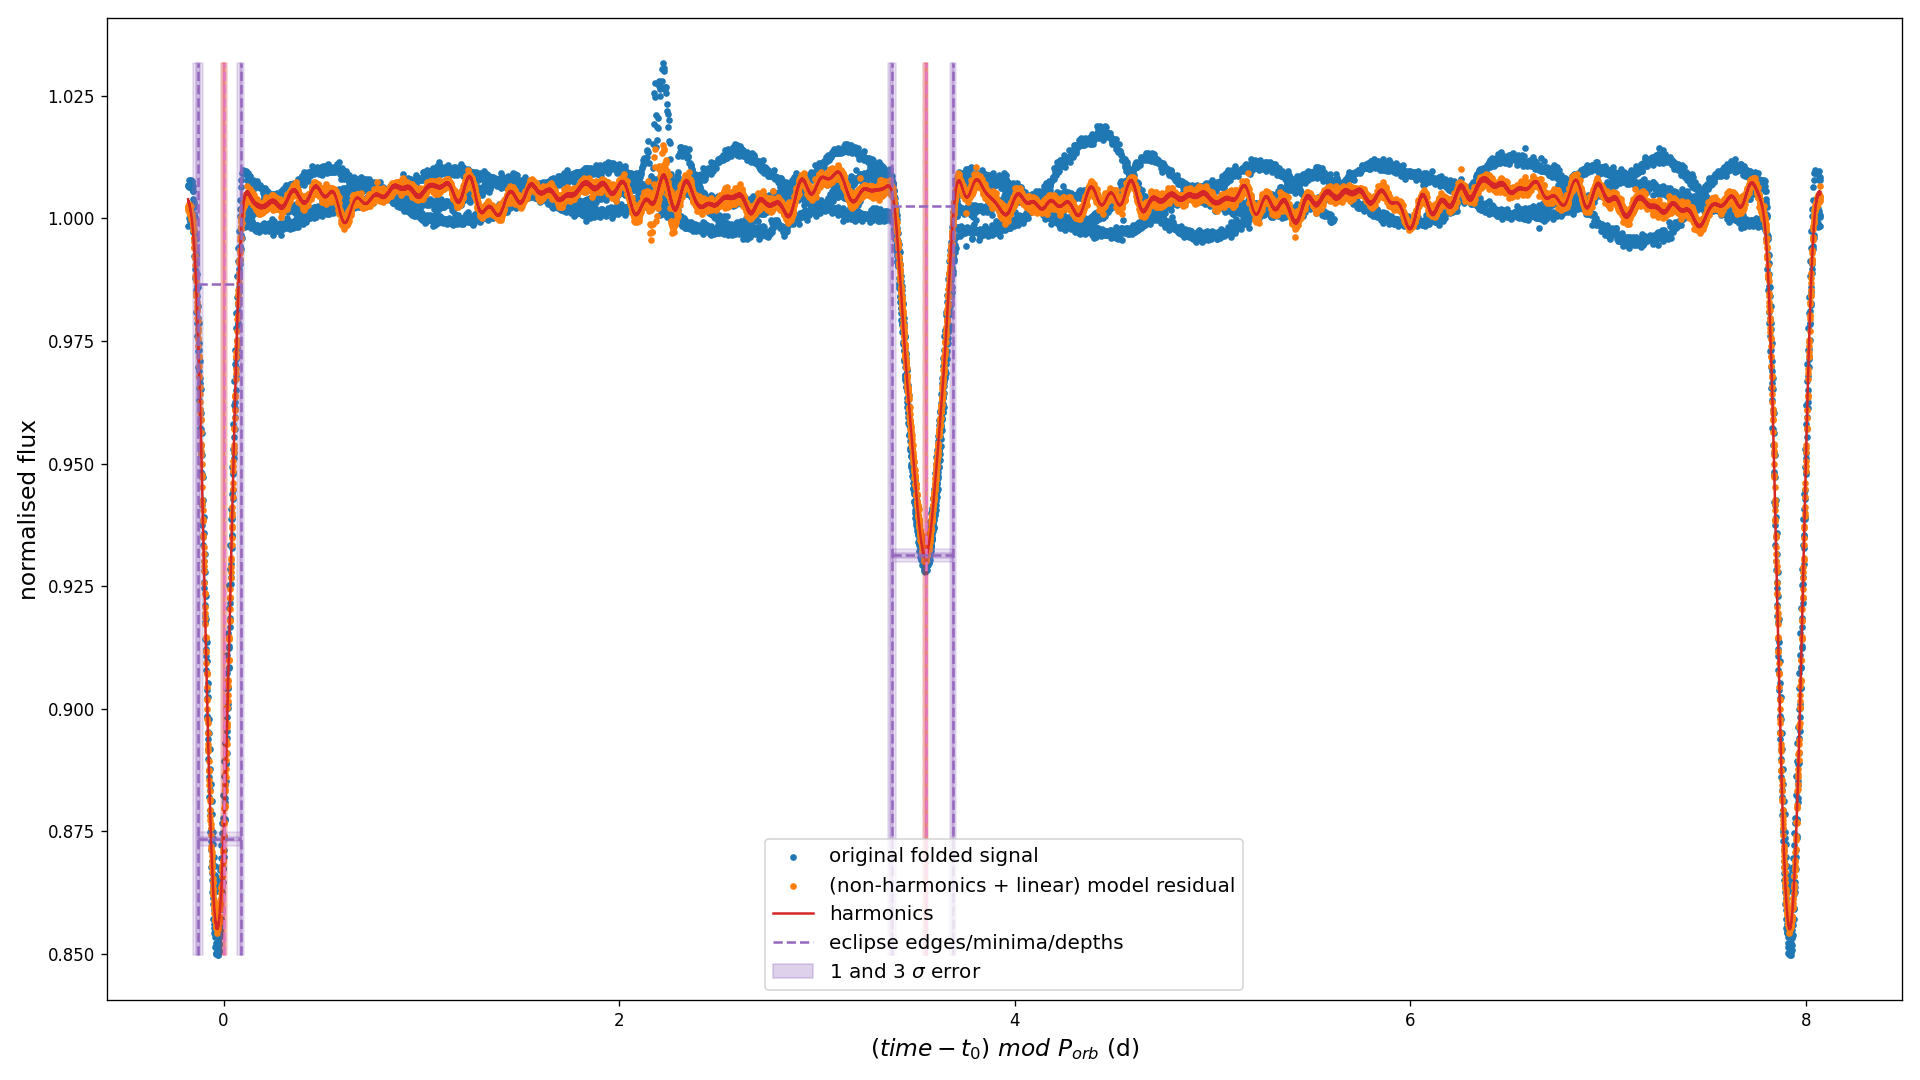 normalised flux
1.025
1.000
0.975
0.950
0.925
0.900
0.875
0.850
original folded signal
(non-harmonics + linear) model residual
harmonics
eclipse edges/minima/depths
1 and 3 σ error
0 2 4 6 8
(time − t₀) mod P_orb (d)